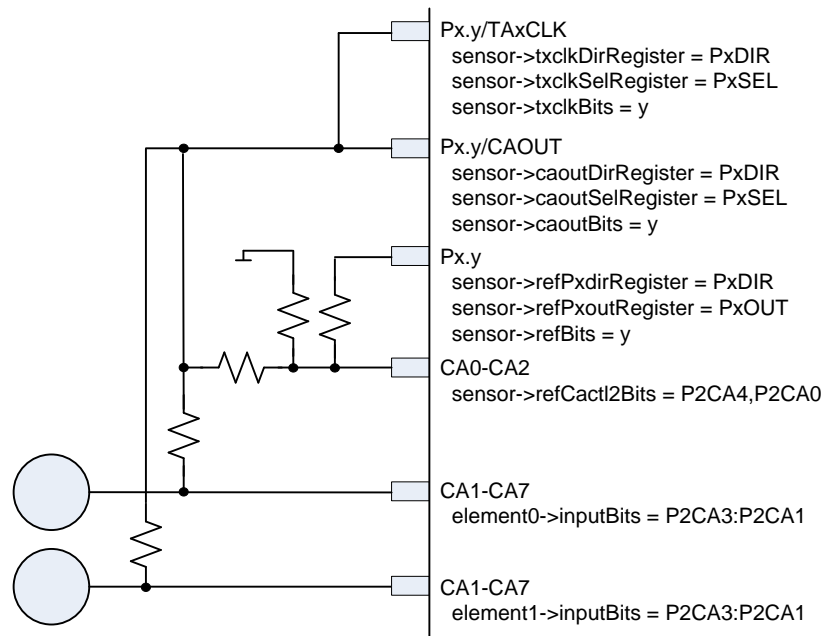 Px.y/TAxCLK
sensor->txclkDirRegister = PxDIR
sensor->txclkSelRegister = PxSEL
sensor->txclkBits = y
Px.y/CAOUT
sensor->caoutDirRegister = PxDIR
sensor->caoutSelRegister = PxSEL
sensor->caoutBits = y
Px.y
sensor->refPxdirRegister = PxDIR
sensor->refPxoutRegister = PxOUT
sensor->refBits = y
CA0-CA2
sensor->refCactl2Bits = P2CA4,P2CA0
CA1-CA7
element0->inputBits = P2CA3:P2CA1
CA1-CA7
element1->inputBits = P2CA3:P2CA1